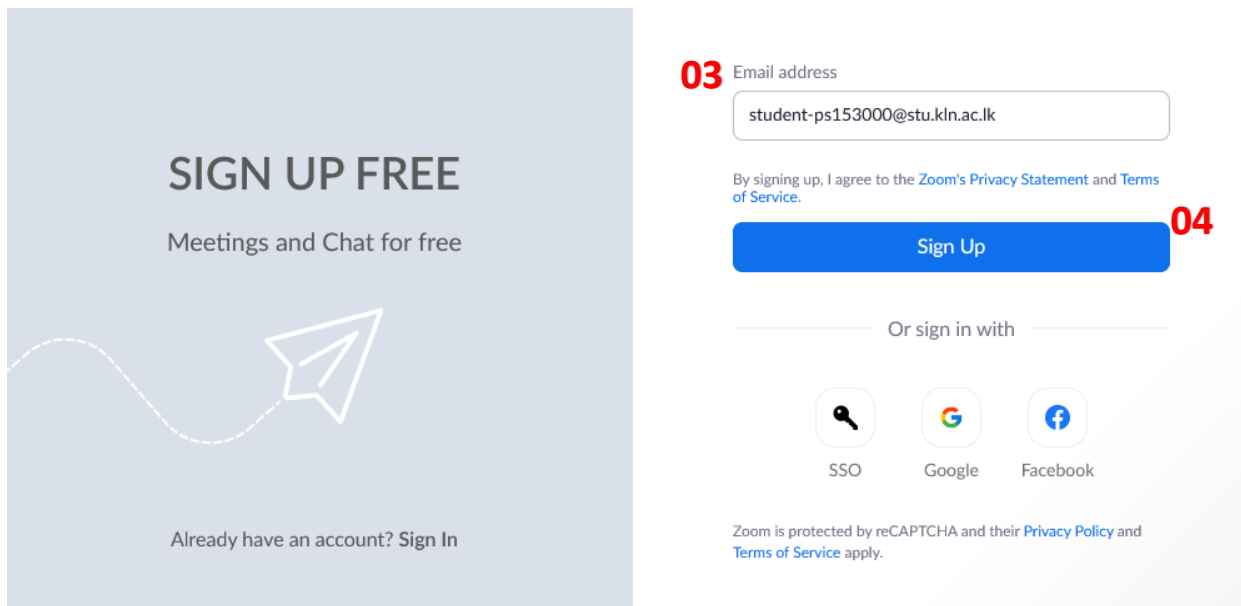 SIGN UP FREE
Meetings and Chat for free
Already have an account? Sign In
03 Email address
student-ps153000@stu.kln.ac.lk
By signing up, I agree to the Zoom's Privacy Statement and Terms
of Service.
04
Sign Up
Or sign in with
SSO Google Facebook
Zoom is protected by reCAPTCHA and their Privacy Policy and
Terms of Service apply.